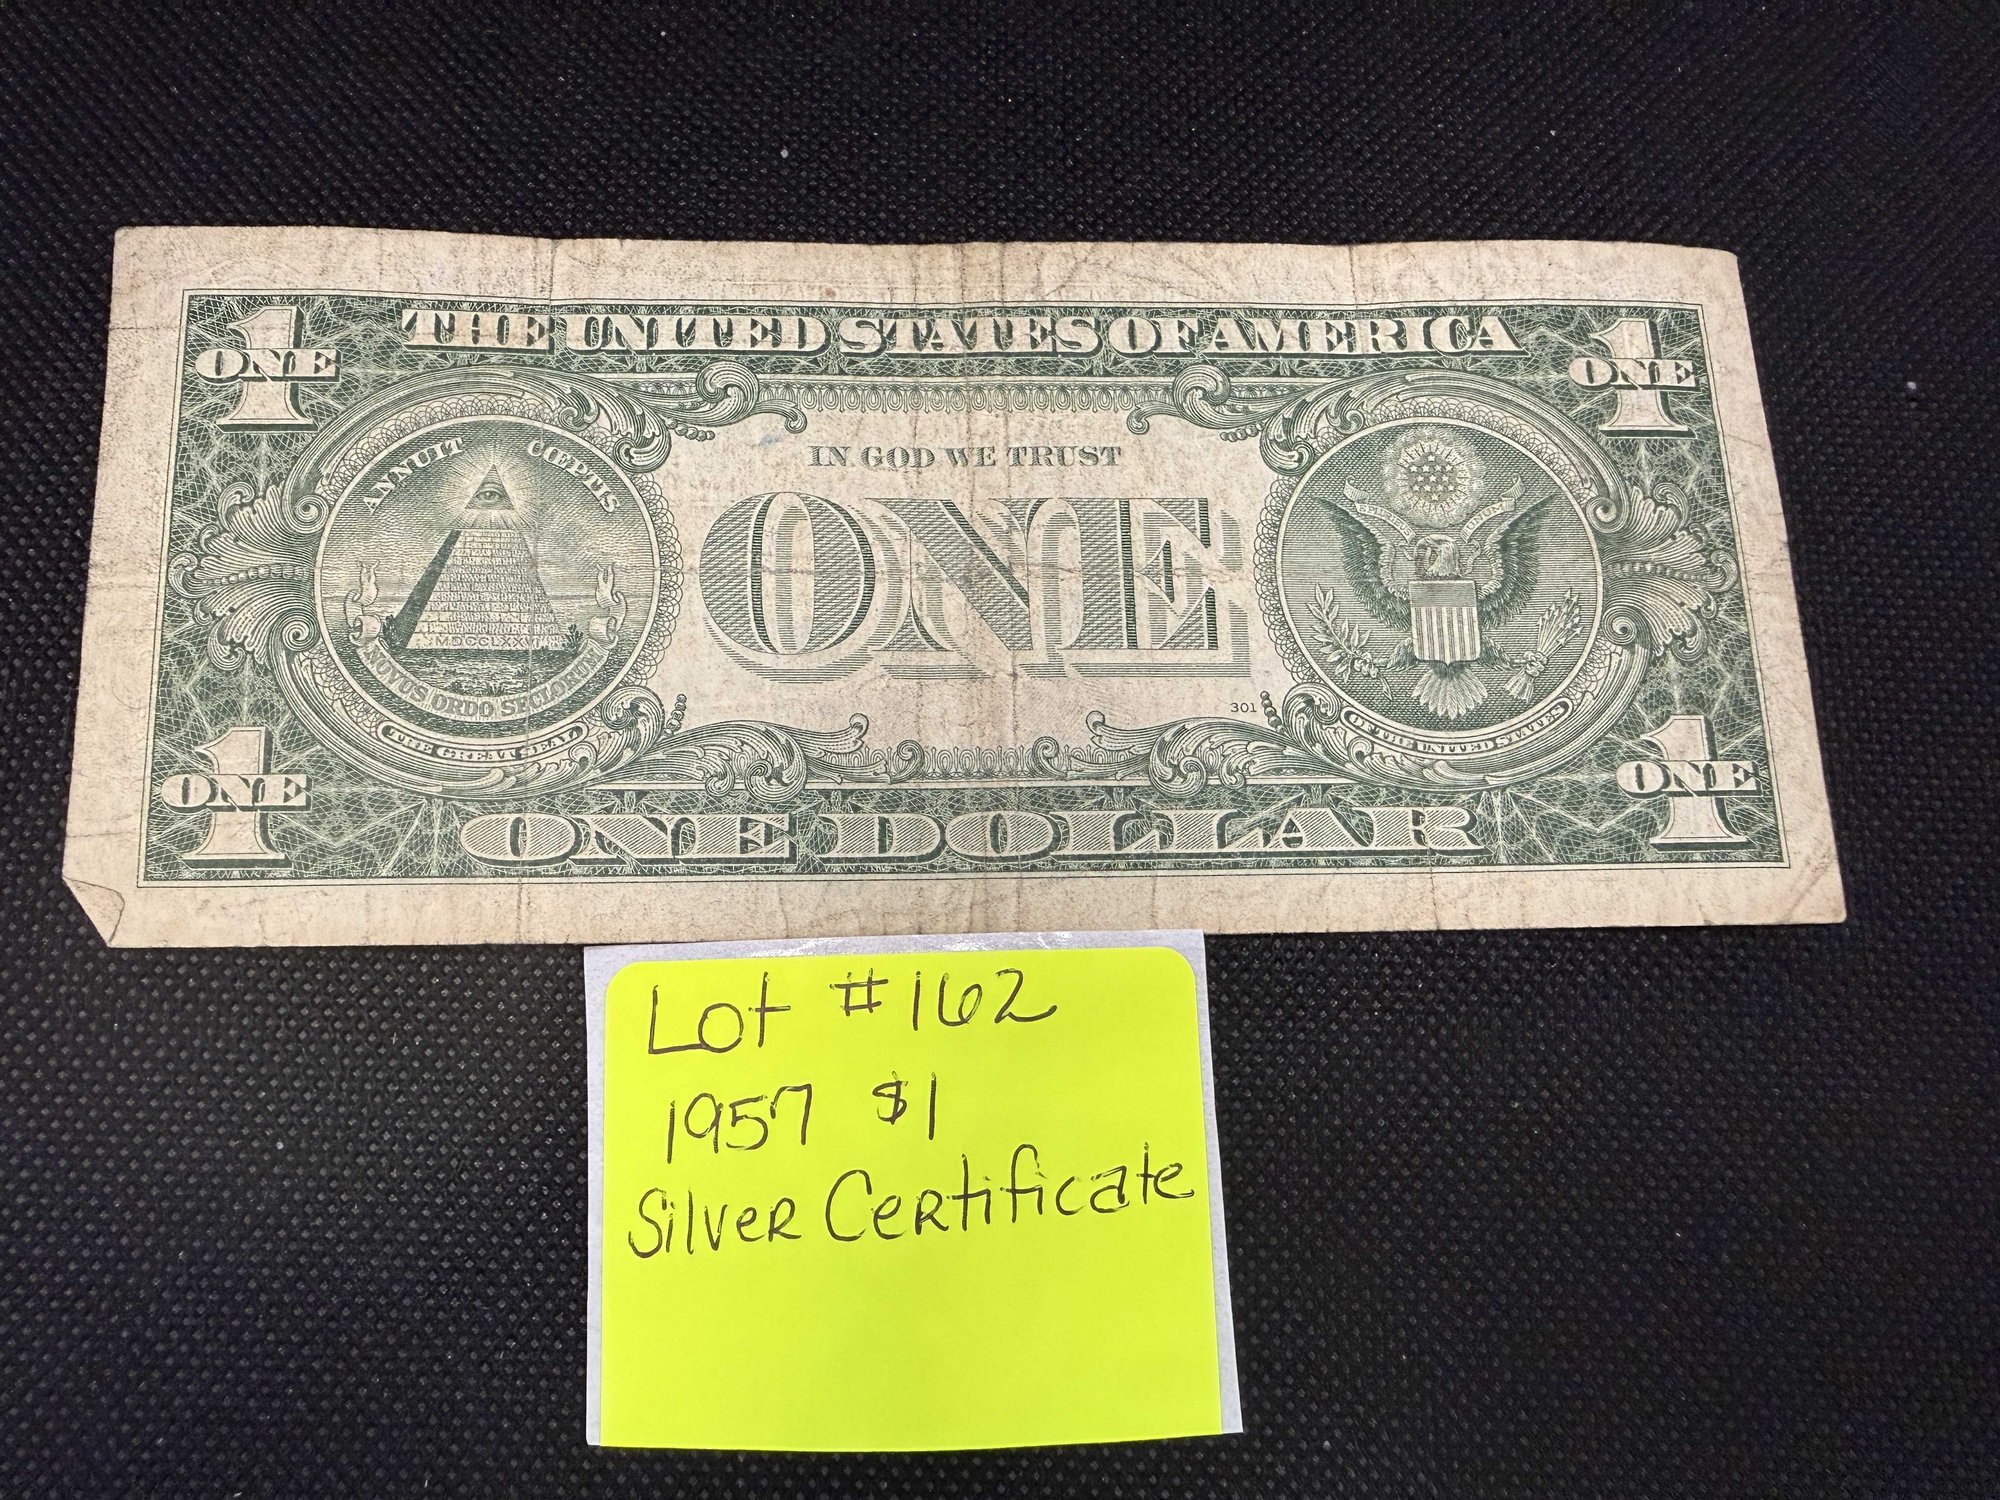 THE UNITED STATES OF AMERICA
1 ONE
1 ONE
IN GOD WE TRUST
ANNUIT CŒPTIS
ONE
MDCCLXXVI
NOVUS ORDO SECLORUM
301
THE GREAT SEAL
OF THE UNITED STATES
1 ONE
1 ONE
ONE DOLLAR
Lot #162
1957 $1
Silver Certificate